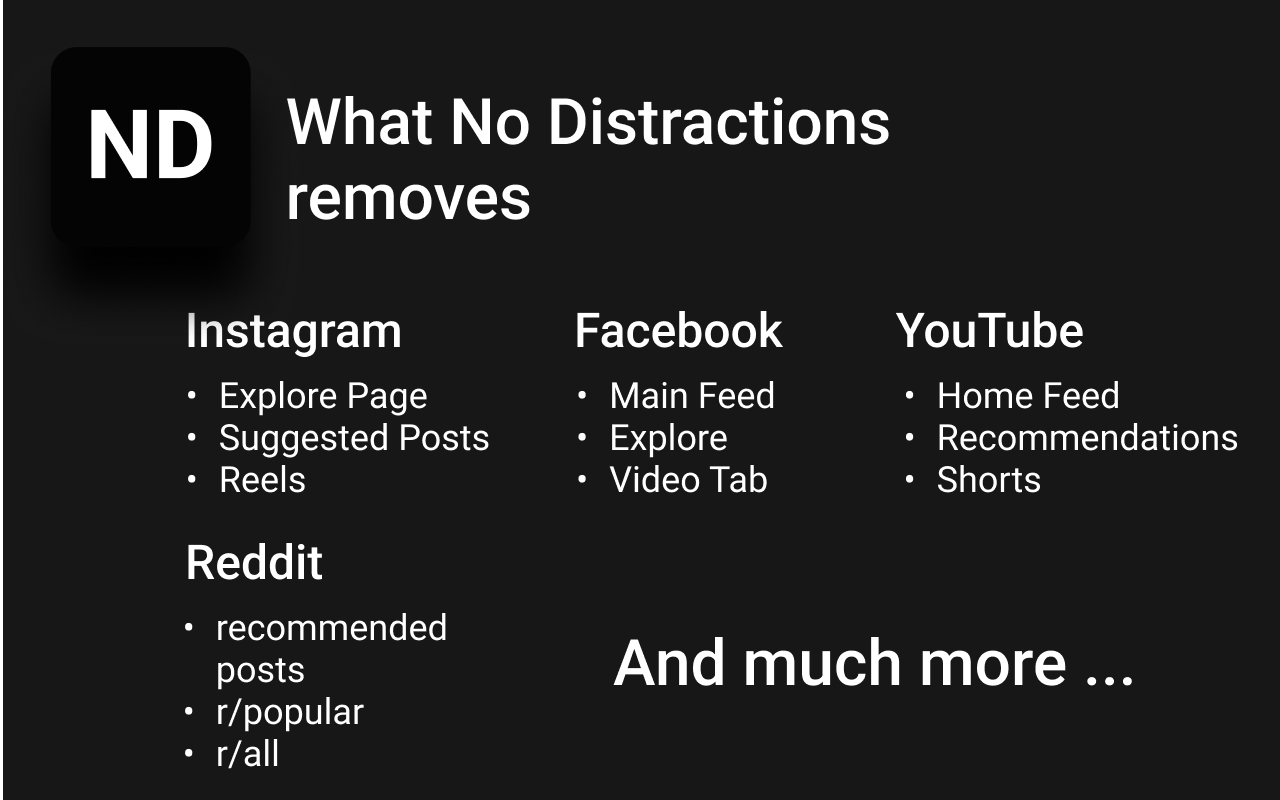 ND
What No Distractions
removes
Instagram
• Explore Page
• Suggested Posts
• Reels
Facebook
• Main Feed
• Explore
• Video Tab
YouTube
• Home Feed
• Recommendations
• Shorts
Reddit
• recommended
posts
• r/popular
• r/all
And much more ...